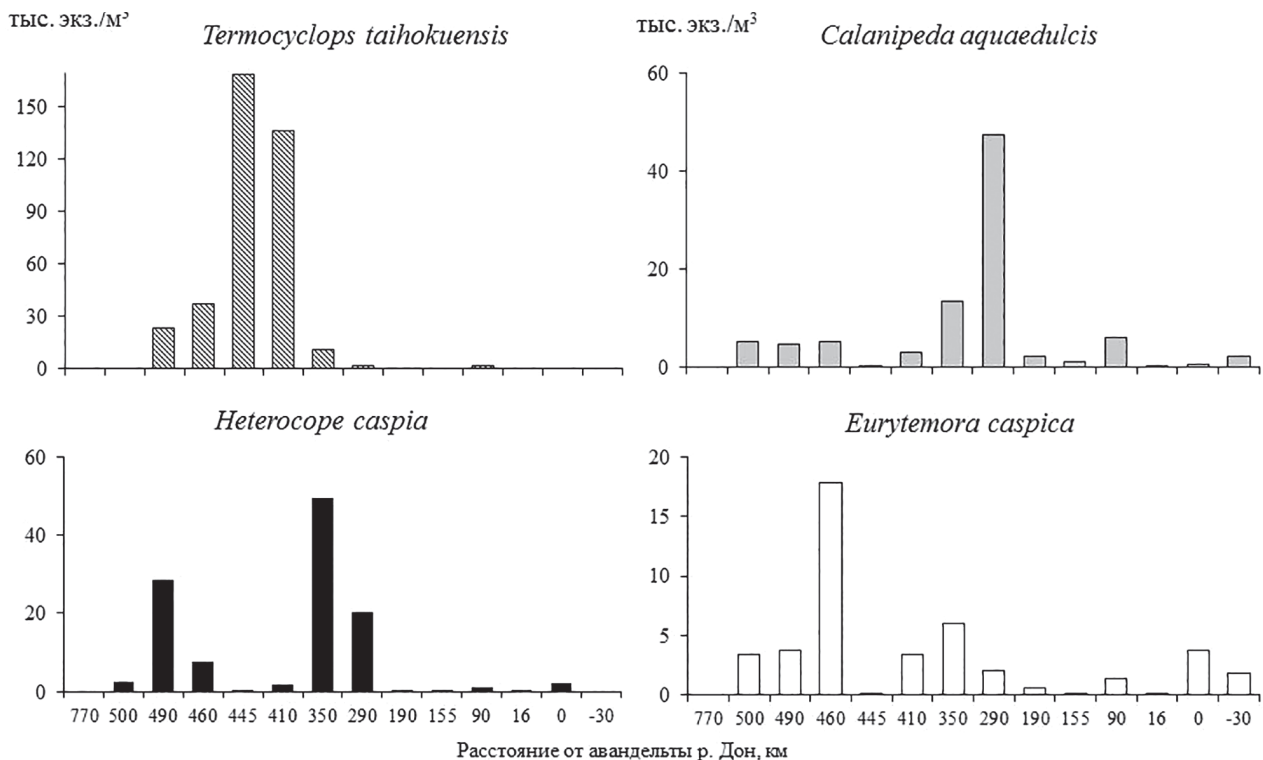 тыс. экз./м³
Termocyclops taihokuensis
150
120
90
60
30
0
тыс. экз./м³
Calanipeda aquaedulcis
60
40
20
0
Heterocope caspia
60
40
20
0
770 500 490 460 445 410 350 290 190 155 90 16 0 -30
Eurytemora caspica
20
15
10
5
0
770 500 490 460 445 410 350 290 190 155 90 16 0 -30
Расстояние от авандельты р. Дон, км